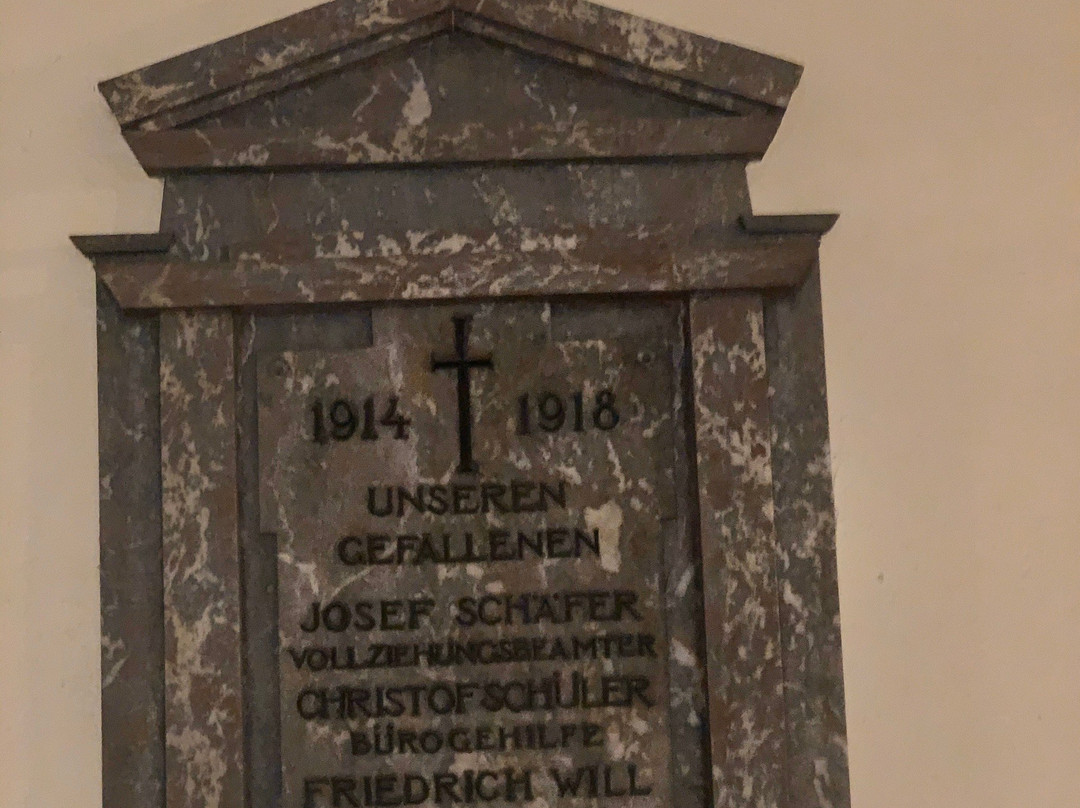 1914 1918
UNSEREN
GEFALLENEN
JOSEF SCHÄFER
VOLLZIEHUNGSBEAMTER
CHRISTOF SCHÜLER
BÜROGEHILFE
FRIEDRICH WILL